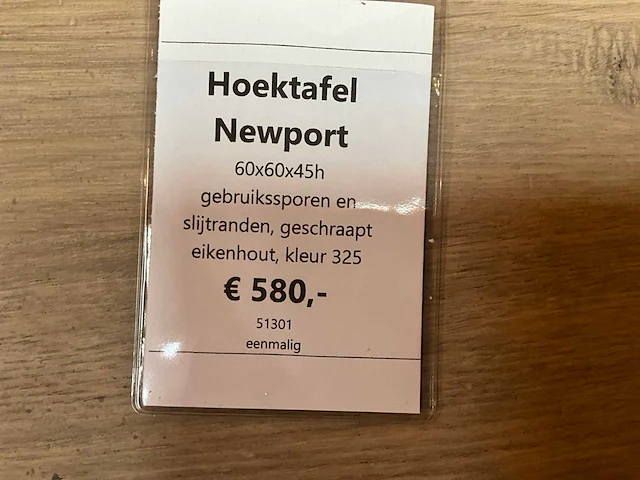 Hoektafel
Newport
60x60x45h
gebruikssporen en
slijtranden, geschraapt
eikenhout, kleur 325
€ 580,-
51301
eenmalig